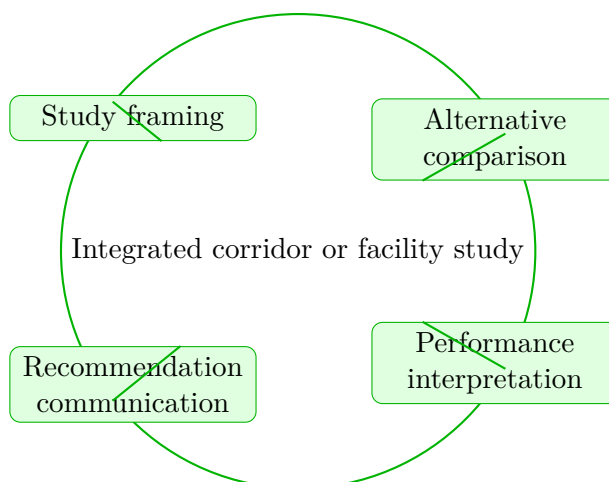 Study framing
Alternative
comparison
Integrated corridor or facility study
Recommendation
communication
Performance
interpretation